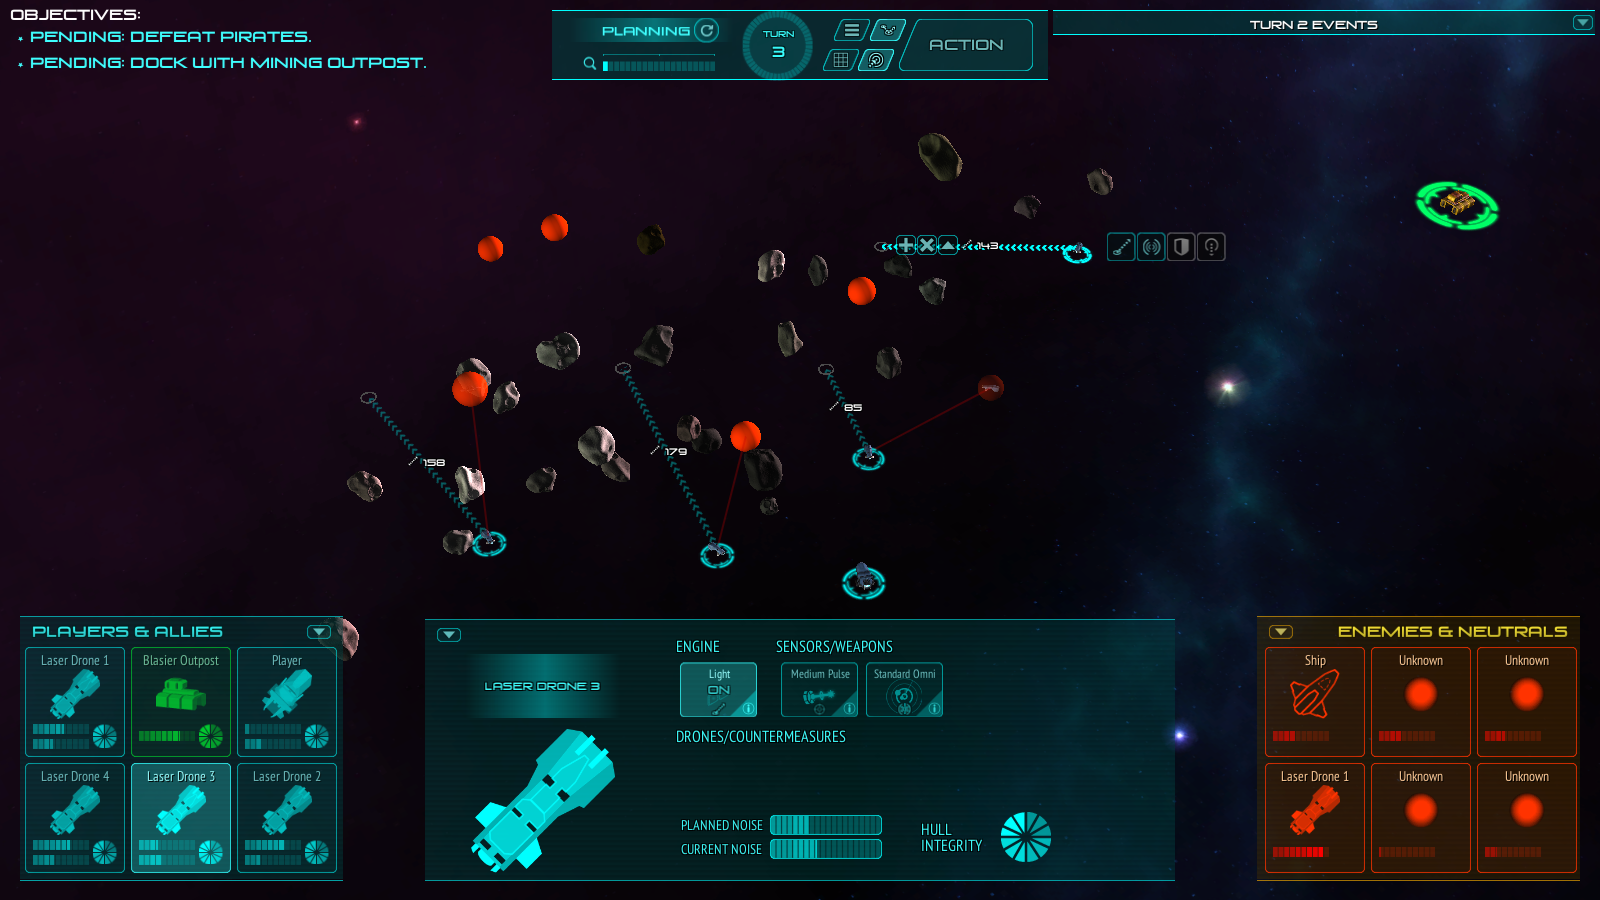 OBJECTIVES:
PENDING: DEFEAT PIRATES.
PENDING: DOCK WITH MINING OUTPOST.
PLANNING
TURN
3
ACTION
TURN 2 EVENTS
143
85
158
179
PLAYERS & ALLIES
Laser Drone 1
Blasier Outpost
Player
Laser Drone 4
Laser Drone 3
Laser Drone 2
LASER DRONE 3
ENGINE
SENSORS/WEAPONS
Light
ON
Medium Pulse
Standard Omni
DRONES/COUNTERMEASURES
PLANNED NOISE
CURRENT NOISE
HULL
INTEGRITY
ENEMIES & NEUTRALS
Ship
Unknown
Unknown
Laser Drone 1
Unknown
Unknown